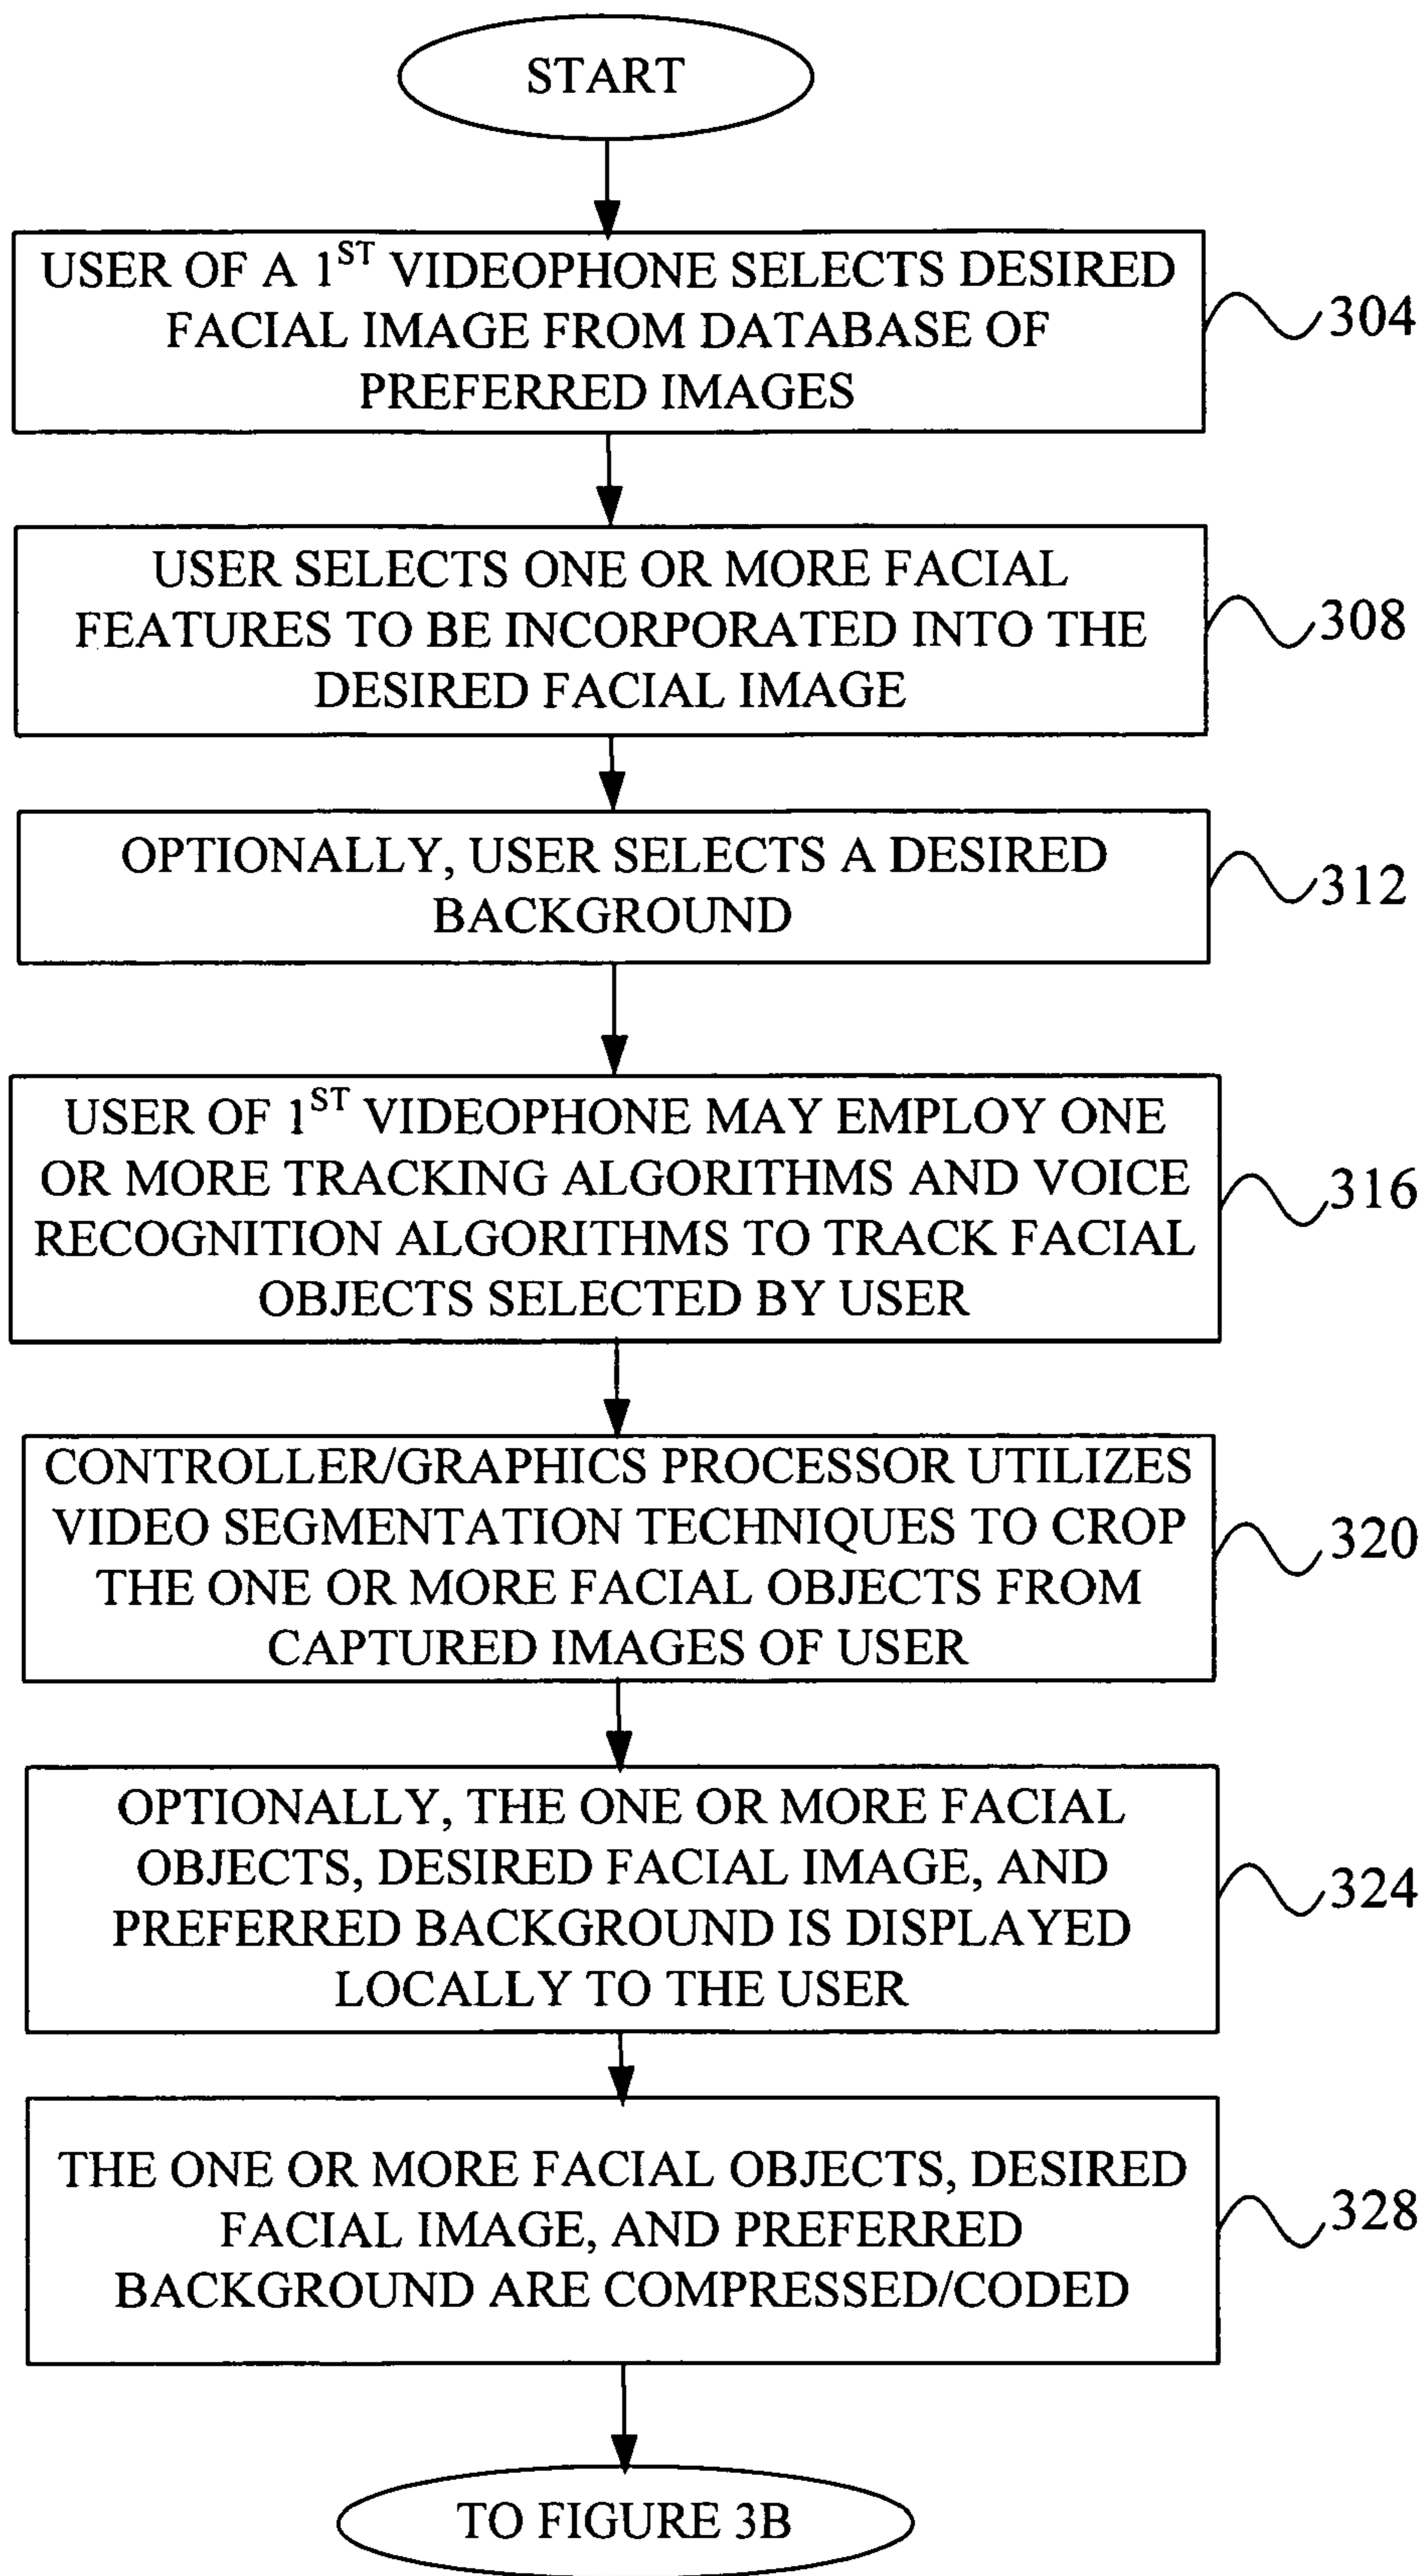 START
USER OF A 1ST VIDEOPHONE SELECTS DESIRED
FACIAL IMAGE FROM DATABASE OF
PREFERRED IMAGES
304
USER SELECTS ONE OR MORE FACIAL
FEATURES TO BE INCORPORATED INTO THE
DESIRED FACIAL IMAGE
308
OPTIONALLY, USER SELECTS A DESIRED
BACKGROUND
312
USER OF 1ST VIDEOPHONE MAY EMPLOY ONE
OR MORE TRACKING ALGORITHMS AND VOICE
RECOGNITION ALGORITHMS TO TRACK FACIAL
OBJECTS SELECTED BY USER
316
CONTROLLER/GRAPHICS PROCESSOR UTILIZES
VIDEO SEGMENTATION TECHNIQUES TO CROP
THE ONE OR MORE FACIAL OBJECTS FROM
CAPTURED IMAGES OF USER
320
OPTIONALLY, THE ONE OR MORE FACIAL
OBJECTS, DESIRED FACIAL IMAGE, AND
PREFERRED BACKGROUND IS DISPLAYED
LOCALLY TO THE USER
324
THE ONE OR MORE FACIAL OBJECTS, DESIRED
FACIAL IMAGE, AND PREFERRED
BACKGROUND ARE COMPRESSED/CODED
328
TO FIGURE 3B